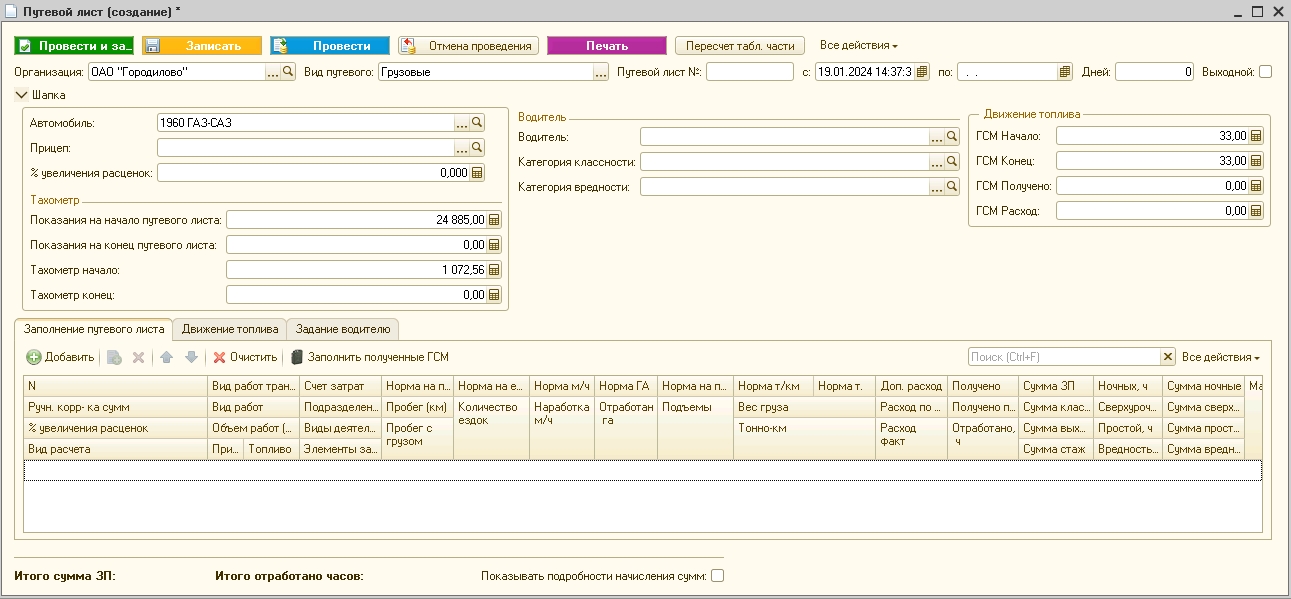 Путевой лист (создание) *
Провести и за... Записать Провести Отмена проведения Печать Пересчет табл. части Все действия
Организация: ОАО "Городилово" ... Вид путевого: Грузовые ... Путевой лист №: с: 19.01.2024 14:37:3 по: . . Дней: 0 Выходной:
Шапка
Автомобиль: 1960 ГАЗ-САЗ ...
Прицеп: ...
% увеличения расценок: 0,000
Тахометр
Показания на начало путевого листа: 24 885,00
Показания на конец путевого листа: 0,00
Тахометр начало: 1 072,56
Тахометр конец: 0,00
Водитель
Водитель: ...
Категория классности: ...
Категория вредности: ...
Движение топлива
ГСМ Начало: 33,00
ГСМ Конец: 33,00
ГСМ Получено: 0,00
ГСМ Расход: 0,00
Заполнение путевого листа Движение топлива Задание водителю
Добавить Очистить Заполнить полученные ГСМ Поиск (Ctrl+F) Все действия
N Вид работ тран... Счет затрат Норма на п... Норма на е... Норма м/ч Норма ГА Норма на п... Норма т/км Норма т. Доп. расход Получено Сумма ЗП Ночных, ч Сумма ночные Ма
Ручн. корр- ка сумм Вид работ Подразделен... Пробег (км) Количество ездок Наработка м/ч Отработан га Подъемы Вес груза Расход по ... Получено п... Сумма клас... Сверхуроч... Сумма сверх...
% увеличения расценок Объем работ (... Виды деятел... Пробег с грузом Тонно-км Расход факт Отработано, ч Сумма вых... Простой, ч Сумма прост...
Вид расчета При... Топливо Элементы за... Сумма стаж Вредность... Сумма вредн...
Итого сумма ЗП: Итого отработано часов: Показывать подробности начисления сумм: